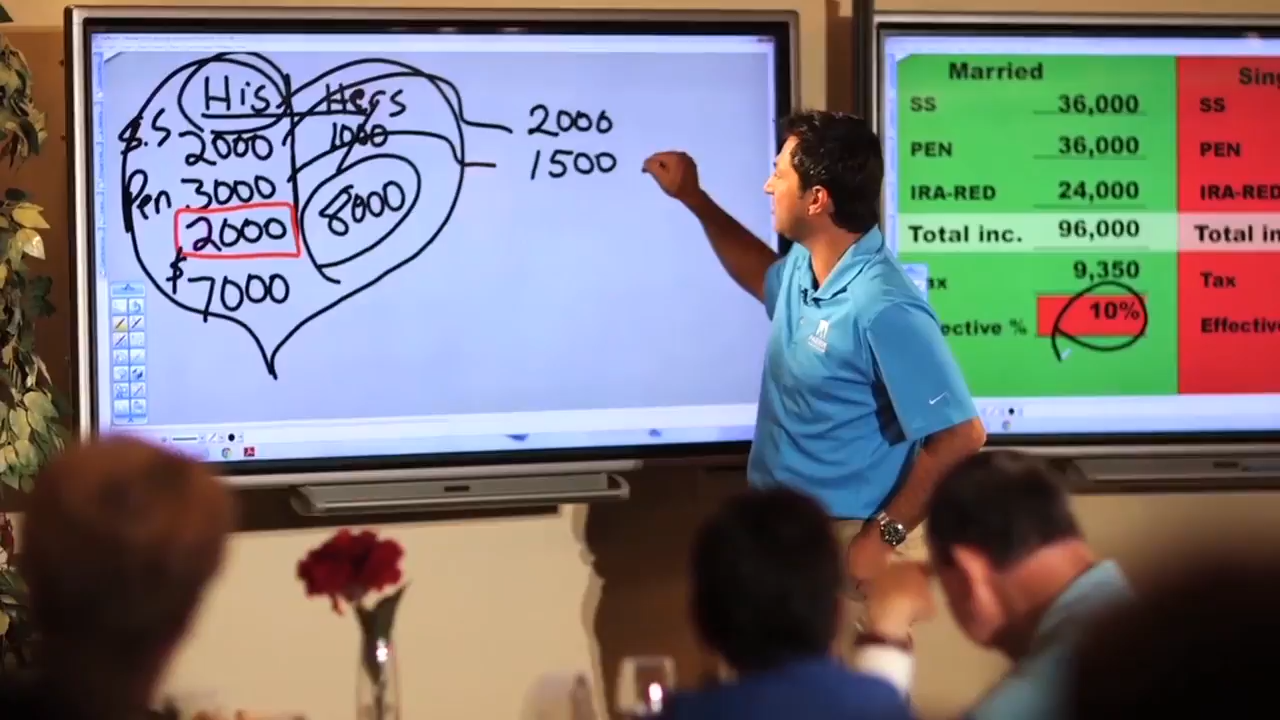 His Hers
S.S 2000 1000
Pen 3000 8000
2000
$7000
2000
1500
Married
SS 36,000
PEN 36,000
IRA-RED 24,000
Total inc. 96,000
ax 9,350
ective % 10%
Sing
SS
PEN
IRA-RED
Total in
Tax
Effective